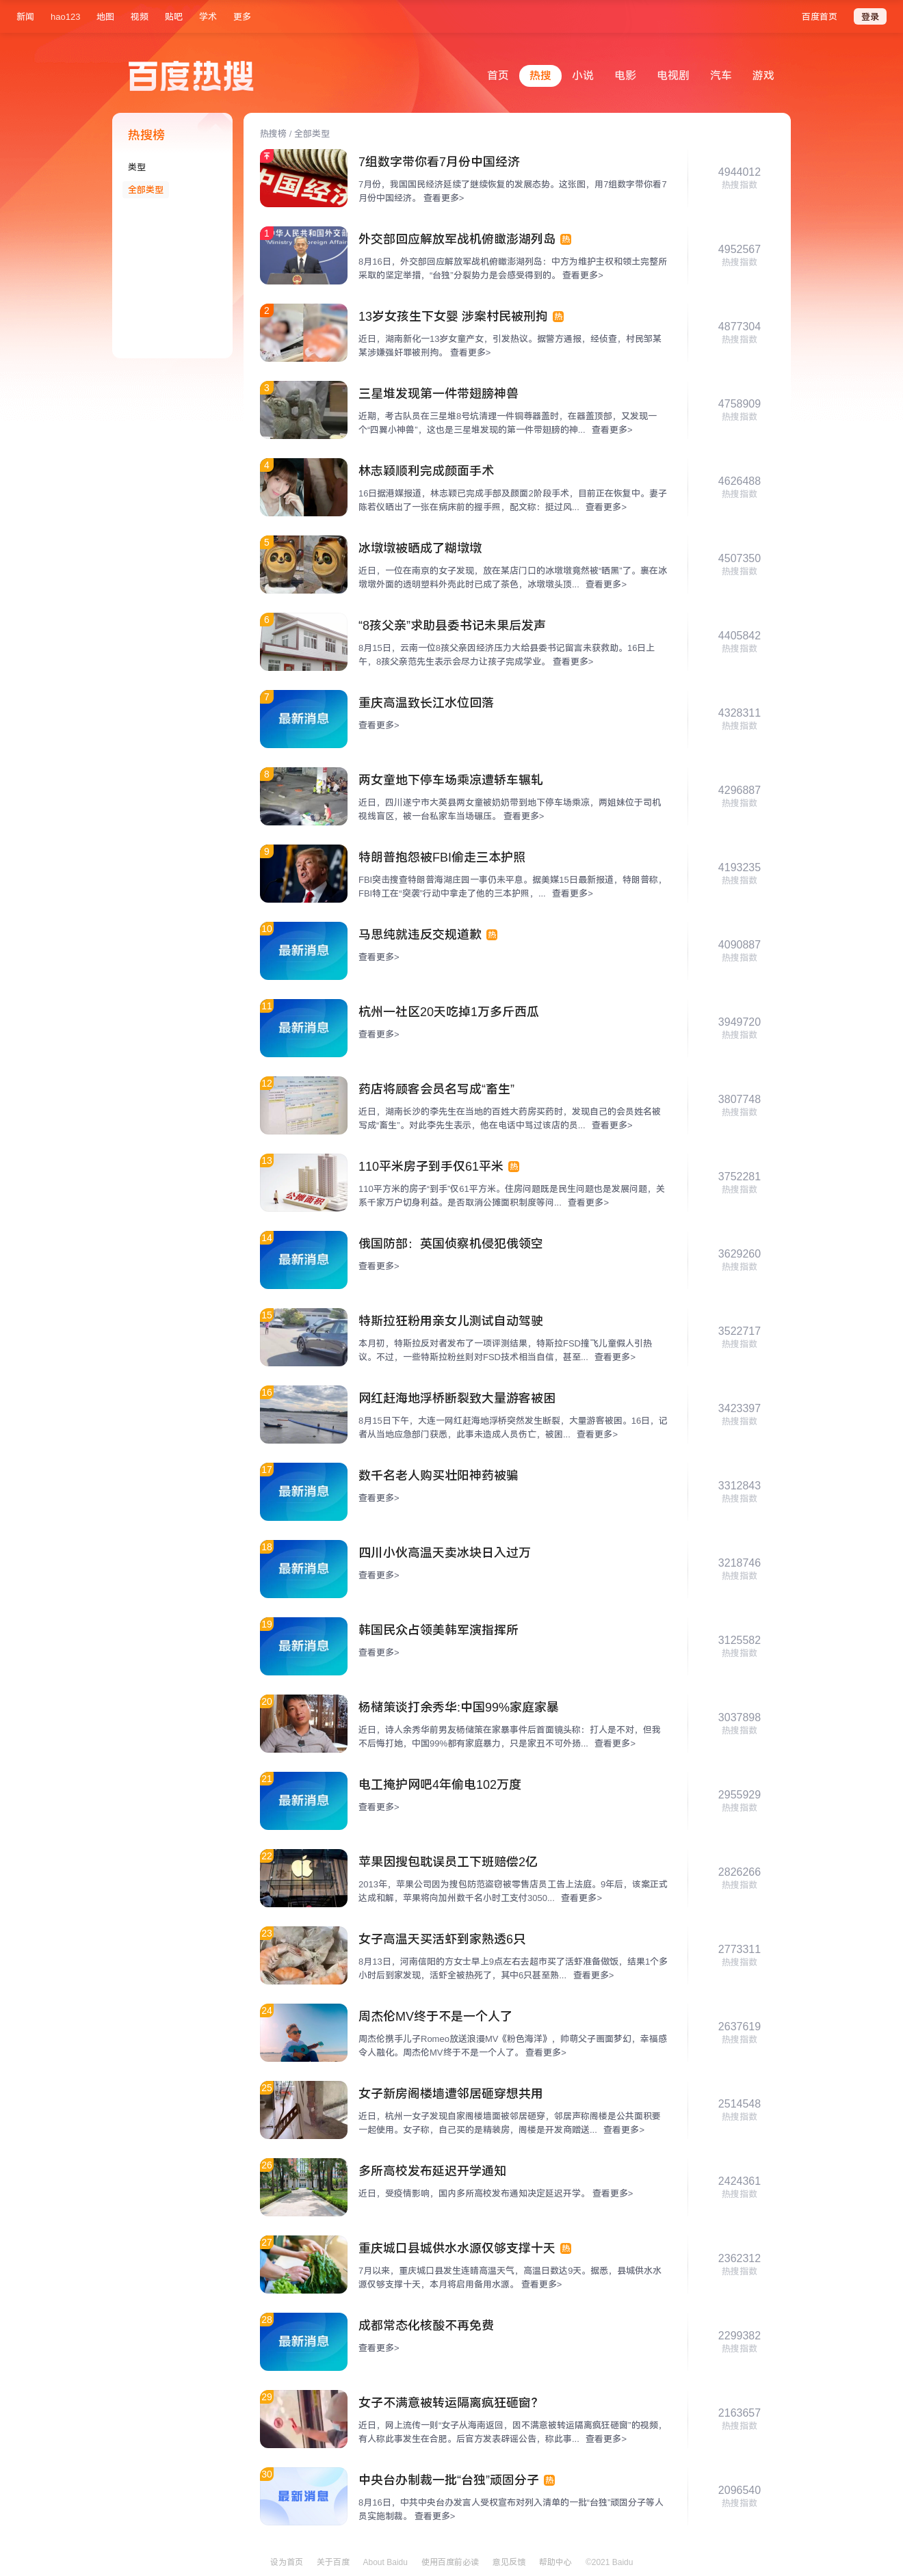 新闻 hao123 地图 视频 贴吧 学术 更多 百度首页 登录
百度热搜
首页 热搜 小说 电影 电视剧 汽车 游戏
热搜榜
类型
全部类型
热搜榜 / 全部类型
中国经济
7组数字带你看7月份中国经济
7月份，我国国民经济延续了继续恢复的发展态势。这张图，用7组数字带你看7
月份中国经济。 查看更多>
4944012
热搜指数
1
外交部回应解放军战机俯瞰澎湖列岛 热
8月16日，外交部回应解放军战机俯瞰澎湖列岛：中方为维护主权和领土完整所
采取的坚定举措，“台独”分裂势力是会感受得到的。 查看更多>
4952567
热搜指数
2
13岁女孩生下女婴 涉案村民被刑拘 热
近日，湖南新化一13岁女童产女，引发热议。据警方通报，经侦查，村民邹某
某涉嫌强奸罪被刑拘。 查看更多>
4877304
热搜指数
3
三星堆发现第一件带翅膀神兽
近期，考古队员在三星堆8号坑清理一件铜尊器盖时，在器盖顶部，又发现一
个“四翼小神兽”，这也是三星堆发现的第一件带翅膀的神... 查看更多>
4758909
热搜指数
4
林志颖顺利完成颜面手术
16日据港媒报道，林志颖已完成手部及颜面2阶段手术，目前正在恢复中。妻子
陈若仪晒出了一张在病床前的握手照，配文称：挺过风... 查看更多>
4626488
热搜指数
5
冰墩墩被晒成了糊墩墩
近日，一位在南京的女子发现，放在某店门口的冰墩墩竟然被“晒黑”了。裹在冰
墩墩外面的透明塑料外壳此时已成了茶色，冰墩墩头顶... 查看更多>
4507350
热搜指数
6
“8孩父亲”求助县委书记未果后发声
8月15日，云南一位8孩父亲因经济压力大给县委书记留言未获救助。16日上
午，8孩父亲范先生表示会尽力让孩子完成学业。 查看更多>
4405842
热搜指数
7
最新消息
重庆高温致长江水位回落
查看更多>
4328311
热搜指数
8
两女童地下停车场乘凉遭轿车辗轧
近日，四川遂宁市大英县两女童被奶奶带到地下停车场乘凉，两姐妹位于司机
视线盲区，被一台私家车当场碾压。 查看更多>
4296887
热搜指数
9
特朗普抱怨被FBI偷走三本护照
FBI突击搜查特朗普海湖庄园一事仍未平息。据美媒15日最新报道，特朗普称，
FBI特工在“突袭”行动中拿走了他的三本护照，... 查看更多>
4193235
热搜指数
10
最新消息
马思纯就违反交规道歉 热
查看更多>
4090887
热搜指数
11
最新消息
杭州一社区20天吃掉1万多斤西瓜
查看更多>
3949720
热搜指数
12
药店将顾客会员名写成“畜生”
近日，湖南长沙的李先生在当地的百姓大药房买药时，发现自己的会员姓名被
写成“畜生”。对此李先生表示，他在电话中骂过该店的员... 查看更多>
3807748
热搜指数
13
公摊面积
110平米房子到手仅61平米 热
110平方米的房子“到手”仅61平方米。住房问题既是民生问题也是发展问题，关
系千家万户切身利益。是否取消公摊面积制度等问... 查看更多>
3752281
热搜指数
14
最新消息
俄国防部：英国侦察机侵犯俄领空
查看更多>
3629260
热搜指数
15
特斯拉狂粉用亲女儿测试自动驾驶
本月初，特斯拉反对者发布了一项评测结果，特斯拉FSD撞飞儿童假人引热
议。不过，一些特斯拉粉丝则对FSD技术相当自信，甚至... 查看更多>
3522717
热搜指数
16
网红赶海地浮桥断裂致大量游客被困
8月15日下午，大连一网红赶海地浮桥突然发生断裂，大量游客被困。16日，记
者从当地应急部门获悉，此事未造成人员伤亡，被困... 查看更多>
3423397
热搜指数
17
最新消息
数千名老人购买壮阳神药被骗
查看更多>
3312843
热搜指数
18
最新消息
四川小伙高温天卖冰块日入过万
查看更多>
3218746
热搜指数
19
最新消息
韩国民众占领美韩军演指挥所
查看更多>
3125582
热搜指数
20
杨槠策谈打余秀华:中国99%家庭家暴
近日，诗人余秀华前男友杨储策在家暴事件后首面镜头称：打人是不对，但我
不后悔打她，中国99%都有家庭暴力，只是家丑不可外扬... 查看更多>
3037898
热搜指数
21
最新消息
电工掩护网吧4年偷电102万度
查看更多>
2955929
热搜指数
22
苹果因搜包耽误员工下班赔偿2亿
2013年，苹果公司因为搜包防范盗窃被零售店员工告上法庭。9年后，该案正式
达成和解，苹果将向加州数千名小时工支付3050... 查看更多>
2826266
热搜指数
23
女子高温天买活虾到家熟透6只
8月13日，河南信阳的方女士早上9点左右去超市买了活虾准备做饭，结果1个多
小时后到家发现，活虾全被热死了，其中6只甚至熟... 查看更多>
2773311
热搜指数
24
周杰伦MV终于不是一个人了
周杰伦携手儿子Romeo放送浪漫MV《粉色海洋》，帅萌父子画面梦幻，幸福感
令人融化。周杰伦MV终于不是一个人了。 查看更多>
2637619
热搜指数
25
女子新房阁楼墙遭邻居砸穿想共用
近日，杭州一女子发现自家阁楼墙面被邻居砸穿，邻居声称阁楼是公共面积要
一起使用。女子称，自己买的是精装房，阁楼是开发商赠送... 查看更多>
2514548
热搜指数
26
多所高校发布延迟开学通知
近日，受疫情影响，国内多所高校发布通知决定延迟开学。 查看更多>
2424361
热搜指数
27
重庆城口县城供水水源仅够支撑十天 热
7月以来，重庆城口县发生连晴高温天气，高温日数达9天。据悉，县城供水水
源仅够支撑十天，本月将启用备用水源。 查看更多>
2362312
热搜指数
28
最新消息
成都常态化核酸不再免费
查看更多>
2299382
热搜指数
29
女子不满意被转运隔离疯狂砸窗？
近日，网上流传一则“女子从海南返回，因不满意被转运隔离疯狂砸窗”的视频，
有人称此事发生在合肥。后官方发表辟谣公告，称此事... 查看更多>
2163657
热搜指数
30
最新消息
中央台办制裁一批“台独”顽固分子 热
8月16日，中共中央台办发言人受权宣布对列入清单的一批“台独”顽固分子等人
员实施制裁。 查看更多>
2096540
热搜指数
设为首页 关于百度 About Baidu 使用百度前必读 意见反馈 帮助中心 ©2021 Baidu